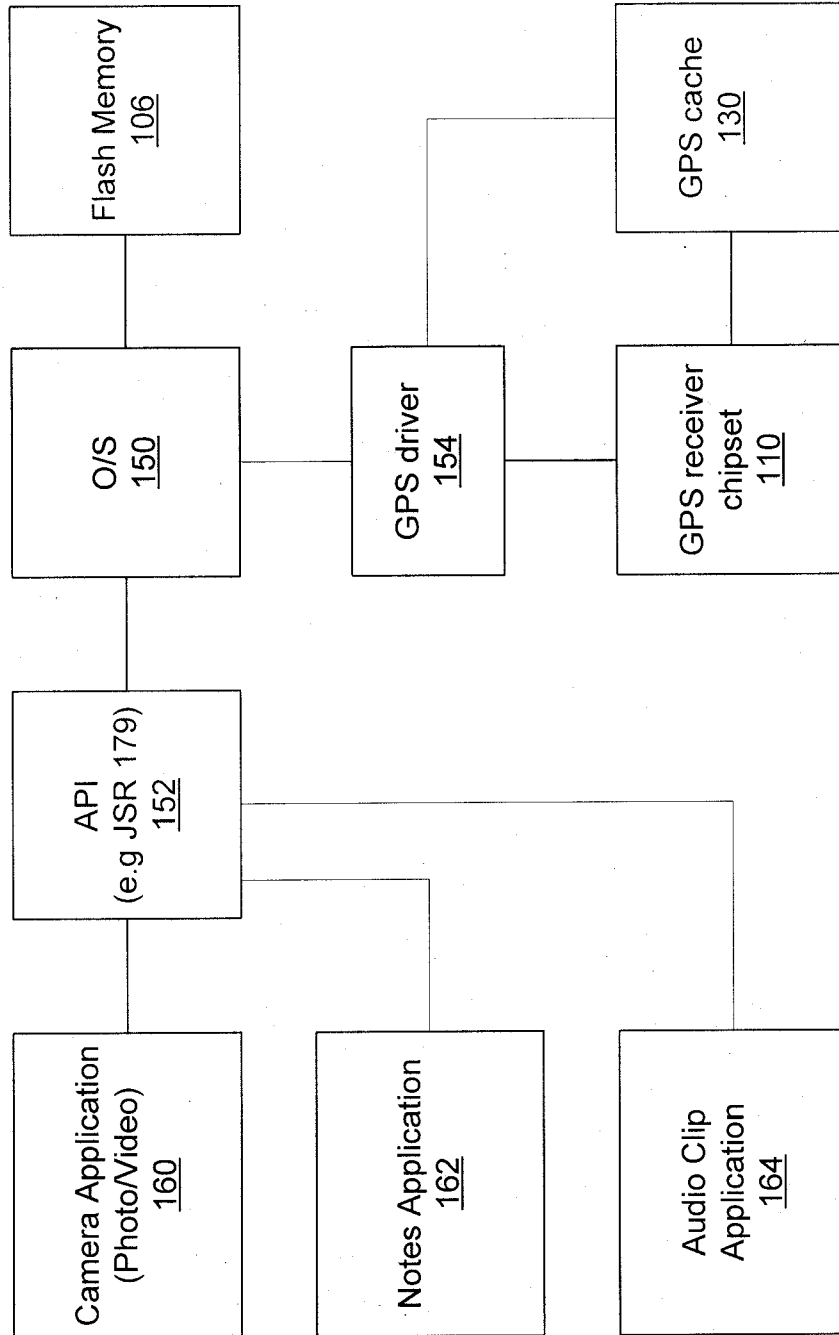 Camera Application
(Photo/Video)
160
API
(e.g JSR 179)
152
O/S
150
Flash Memory
106
Notes Application
162
GPS driver
154
Audio Clip
Application
164
GPS receiver
chipset
110
GPS cache
130